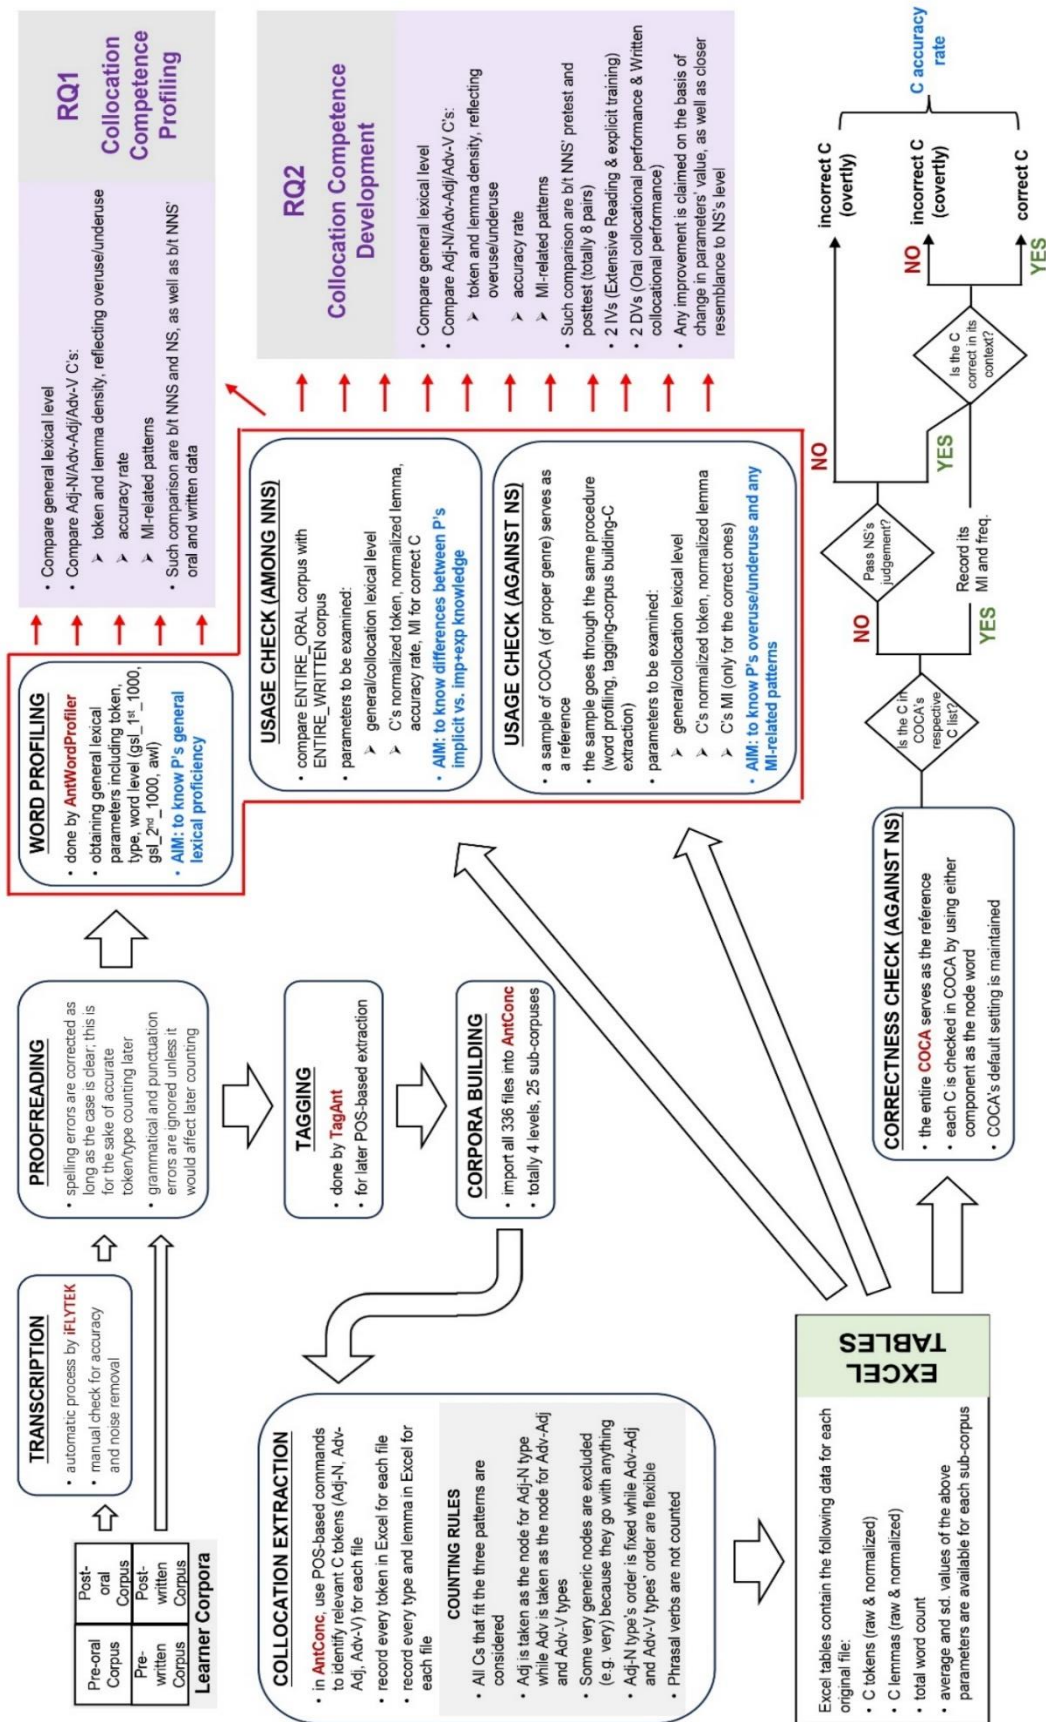 Pre-oral
Corpus
Post-
oral
Corpus
Pre-
written
Corpus
Post-
written
Corpus
Learner Corpora
TRANSCRIPTION
• automatic process by iFLYTEK
• manual check for accuracy
and noise removal
PROOFREADING
• spelling errors are corrected as
long as the case is clear; this is
for the sake of accurate
token/type counting later
• grammatical and punctuation
errors are ignored unless it
would affect later counting
WORD PROFILING
• done by AntWordProfiler
• obtaining general lexical
parameters including token,
type, word level (gsl_1st_1000,
gsl_2nd_1000, awl)
• AIM: to know P's general
lexical proficiency
• Compare general lexical level
• Compare Adj-N/Adv-Adj/Adv-V C's:
➢ token and lemma density, reflecting overuse/underuse
➢ accuracy rate
➢ MI-related patterns
• Such comparison are b/t NNS and NS, as well as b/t NNS'
oral and written data
RQ1
Collocation
Competence
Profiling
TAGGING
• done by TagAnt
• for later POS-based extraction
CORPORA BUILDING
• import all 336 files into AntConc
• totally 4 levels, 25 sub-corpuses
COLLOCATION EXTRACTION
• in AntConc, use POS-based commands
to identify relevant C tokens (Adj-N, Adv-
Adj, Adv-V) for each file
• record every token in Excel for each file
• record every type and lemma in Excel for
each file
COUNTING RULES
• All Cs that fit the three patterns are
considered
• Adj is taken as the node for Adj-N type
while Adv is taken as the node for Adv-Adj
and Adv-V types
• Some very generic nodes are excluded
(e.g. very) because they go with anything
• Adj-N type's order is fixed while Adv-Adj
and Adv-V types' order are flexible
• Phrasal verbs are not counted
USAGE CHECK (AMONG NNS)
• compare ENTIRE_ORAL corpus with
ENTIRE_WRITTEN corpus
• parameters to be examined:
➢ general/collocation lexical level
➢ C's normalized token, normalized lemma,
accuracy rate, MI for correct C
• AIM: to know differences between P's
implicit vs. imp+exp knowledge
USAGE CHECK (AGAINST NS)
• a sample of COCA (of proper genre) serves as
a reference
• the sample goes through the same procedure
(word profiling, tagging-corpus building-C
extraction)
• parameters to be examined:
➢ general/collocation lexical level
➢ C's normalized token, normalized lemma
➢ C's MI (only for the correct ones)
• AIM: to know P's overuse/underuse and any
MI-related patterns
RQ2
Collocation Competence
Development
• Compare general lexical level
• Compare Adj-N/Adv-Adj/Adv-V C's:
➢ token and lemma density, reflecting
overuse/underuse
➢ accuracy rate
➢ MI-related patterns
• Such comparison are b/t NNS' pretest and
posttest (totally 8 pairs)
• 2 IVs (Extensive Reading & explicit training)
• 2 DVs (Oral collocational performance & Written
collocational performance)
• Any improvement is claimed on the basis of
change in parameters' value, as well as closer
resemblance to NS's level
Excel tables contain the following data for each
original file:
• C tokens (raw & normalized)
• C lemmas (raw & normalized)
• total word count
• average and sd. values of the above
parameters are available for each sub-corpus
EXCEL
TABLES
CORRECTNESS CHECK (AGAINST NS)
• the entire COCA serves as the reference
• each C is checked in COCA by using either
component as the node word
• COCA's default setting is maintained
Is the C in
COCA's
respective
C list?
NO
YES
Pass NS's
judgement?
Record its
MI and freq.
NO
YES
Is the C
correct in its
context?
NO
YES
incorrect C
(overtly)
incorrect C
(covertly)
correct C
C accuracy
rate